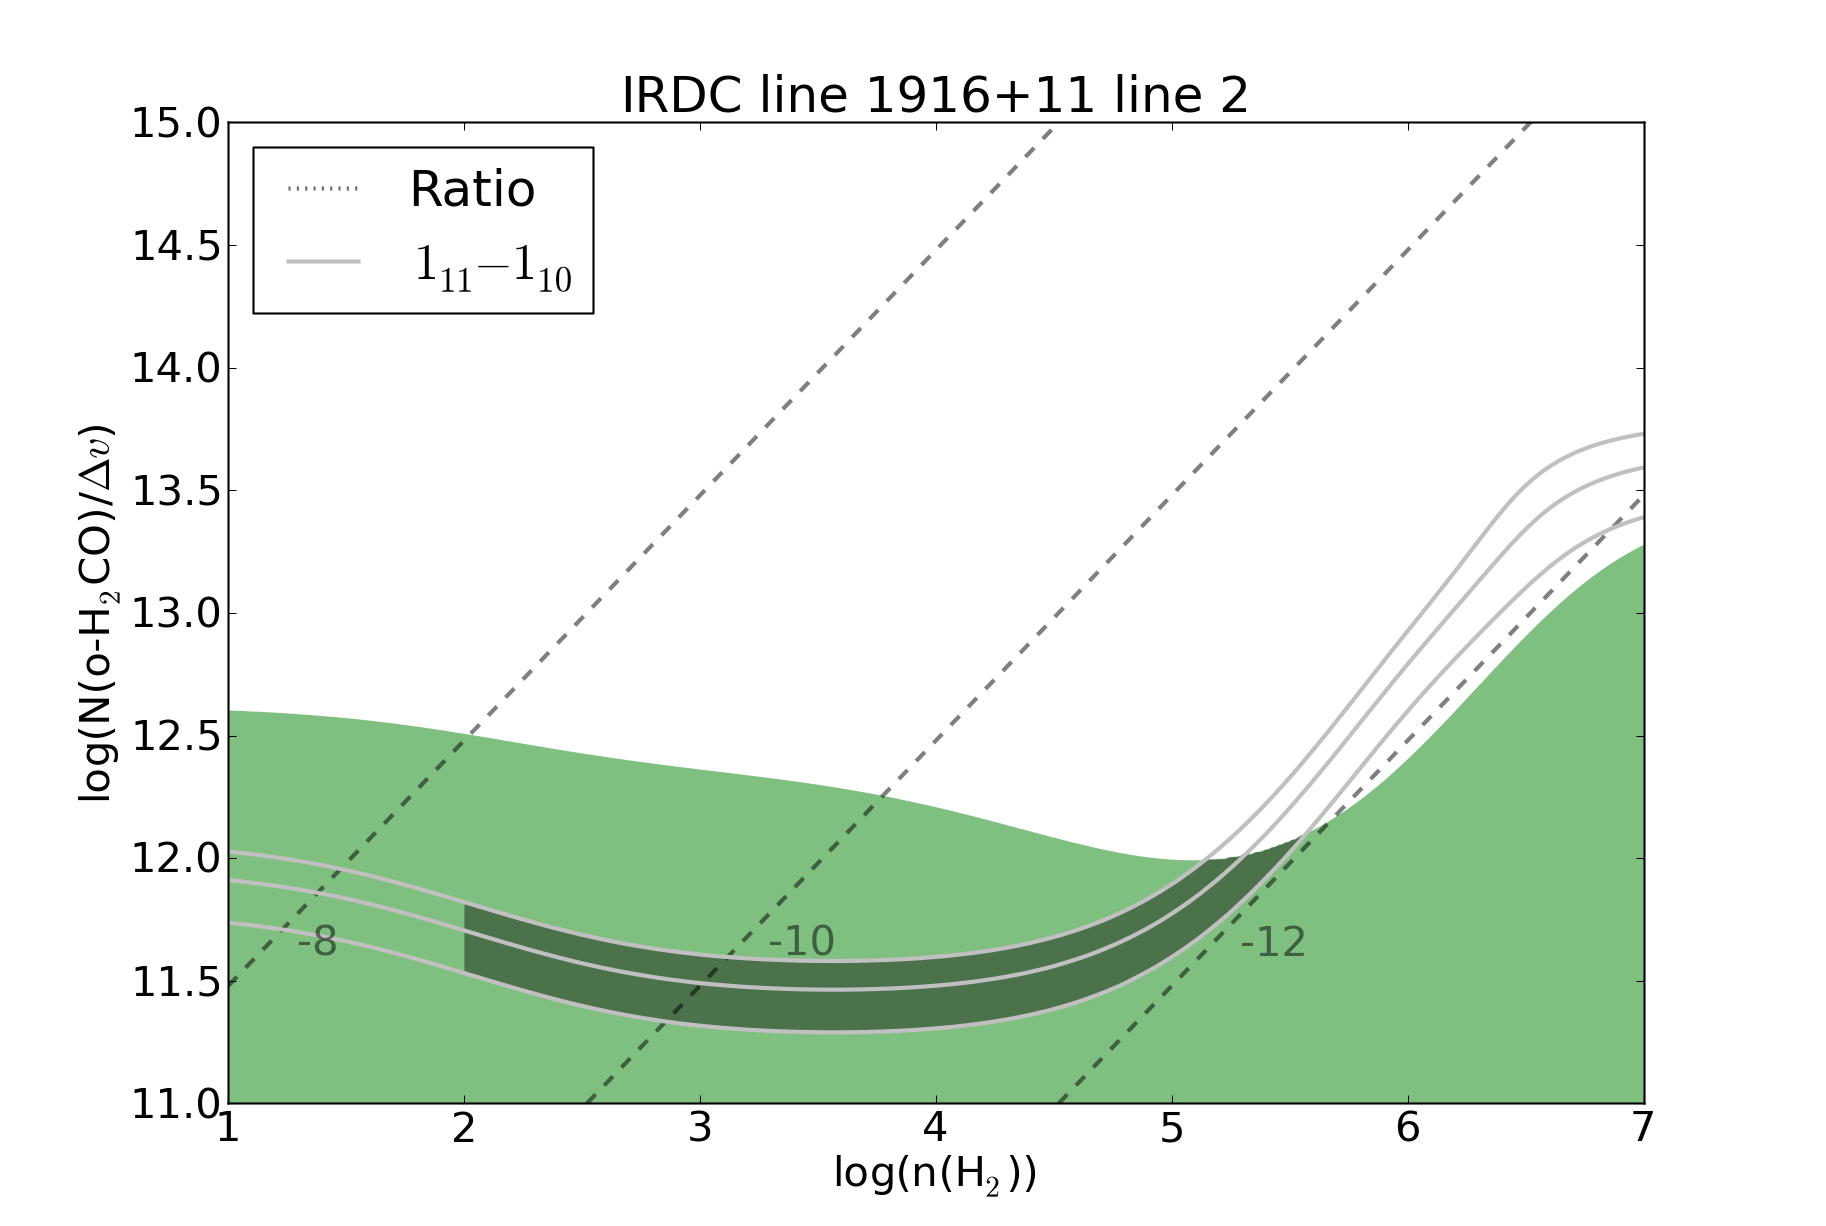 IRDC line 1916+11 line 2
Ratio
1₁₁−1₁₀
15.0
14.5
14.0
13.5
13.0
12.5
12.0
11.5
11.0
log(N(o-H₂CO)/Δv)
-8
-10
-12
1 2 3 4 5 6 7
log(n(H₂))